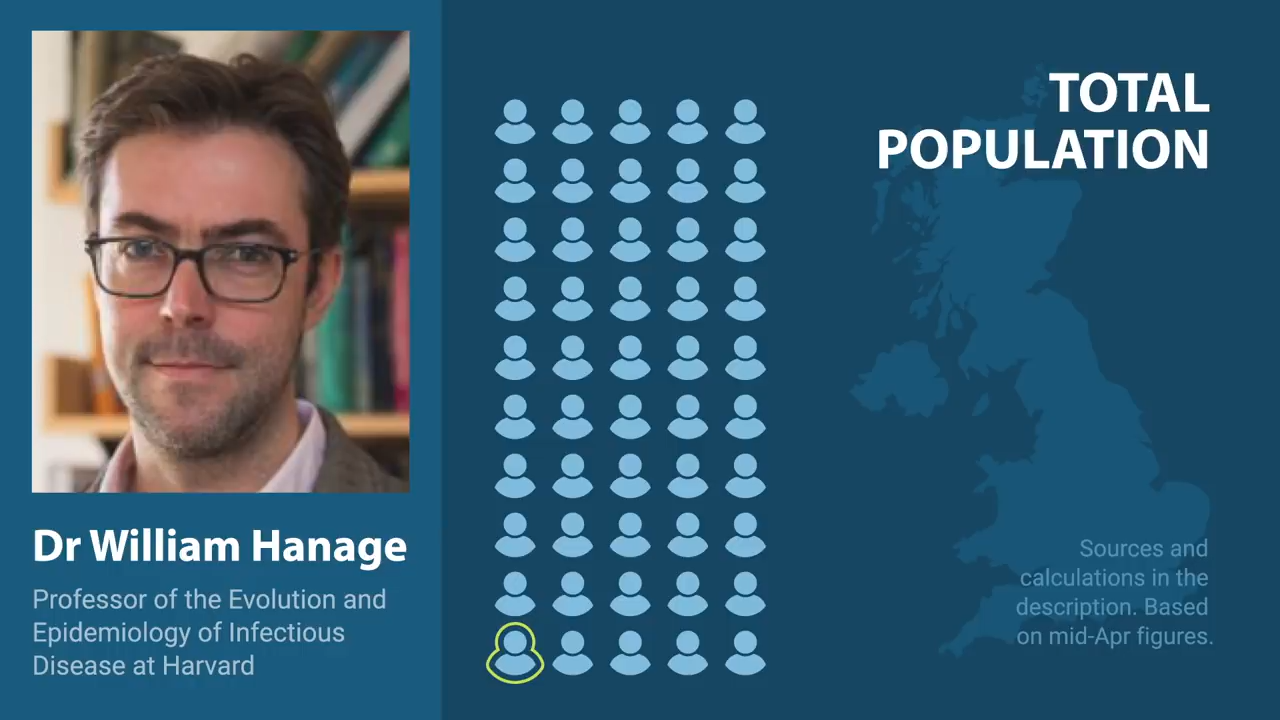 Dr William Hanage
Professor of the Evolution and
Epidemiology of Infectious
Disease at Harvard
TOTAL
POPULATION
Sources and
calculations in the
description. Based
on mid-Apr figures.